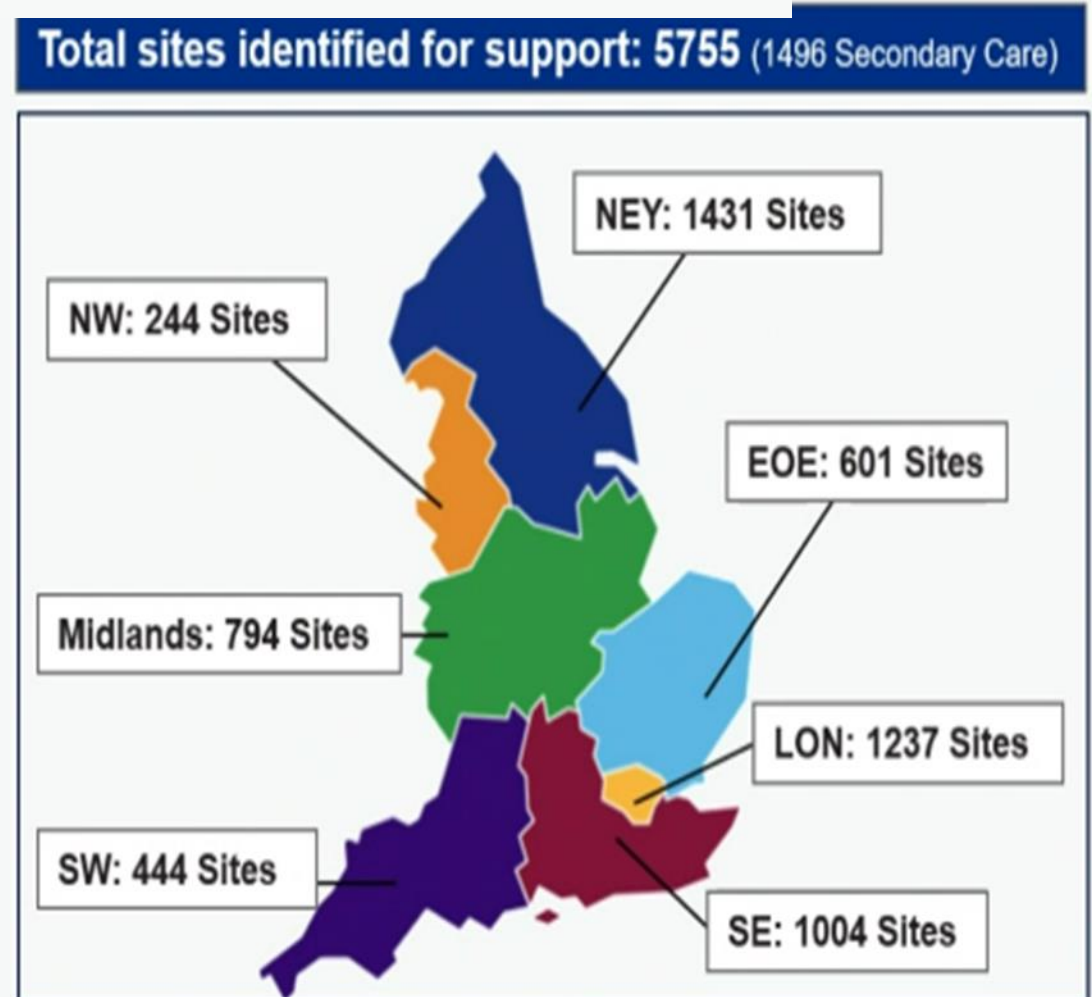 Total sites identified for support: 5755 (1496 Secondary Care)
NEY: 1431 Sites
NW: 244 Sites
EOE: 601 Sites
Midlands: 794 Sites
LON: 1237 Sites
SW: 444 Sites
SE: 1004 Sites